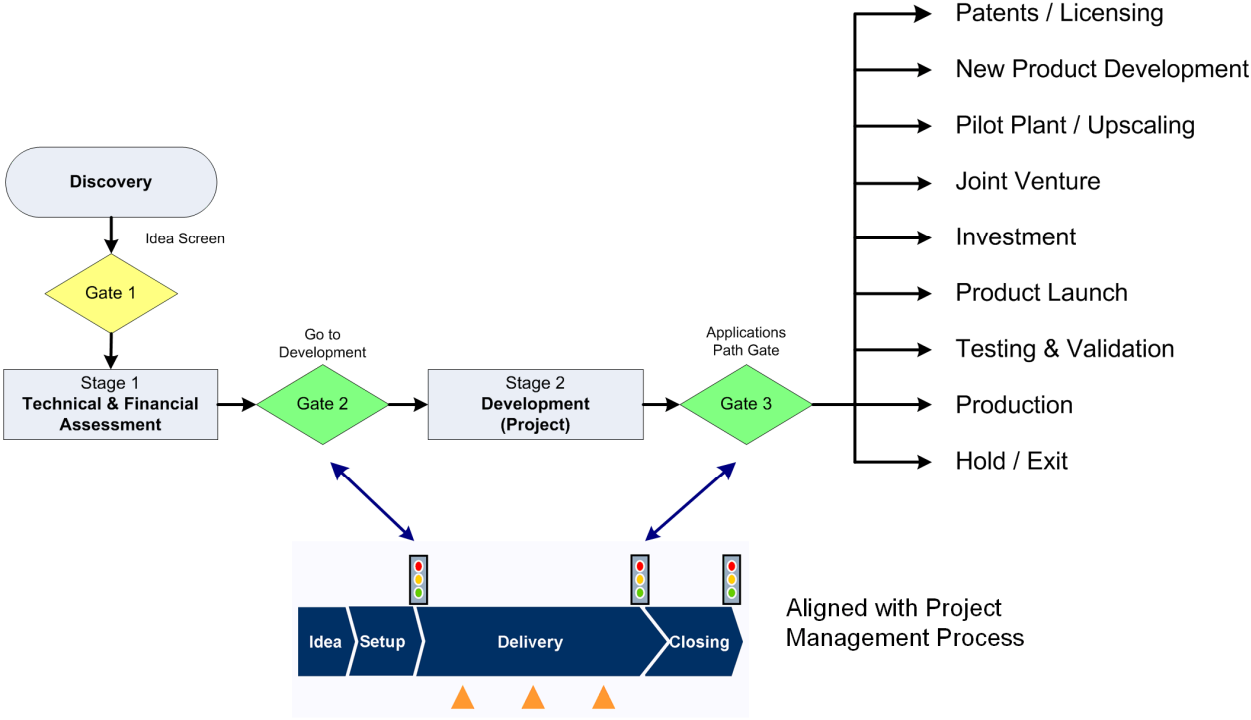 Discovery
Idea Screen
Gate 1
Stage 1
Technical & Financial
Assessment
Go to
Development
Gate 2
Stage 2
Development
(Project)
Applications
Path Gate
Gate 3
Patents / Licensing
New Product Development
Pilot Plant / Upscaling
Joint Venture
Investment
Product Launch
Testing & Validation
Production
Hold / Exit
Idea
Setup
Delivery
Closing
Aligned with Project
Management Process